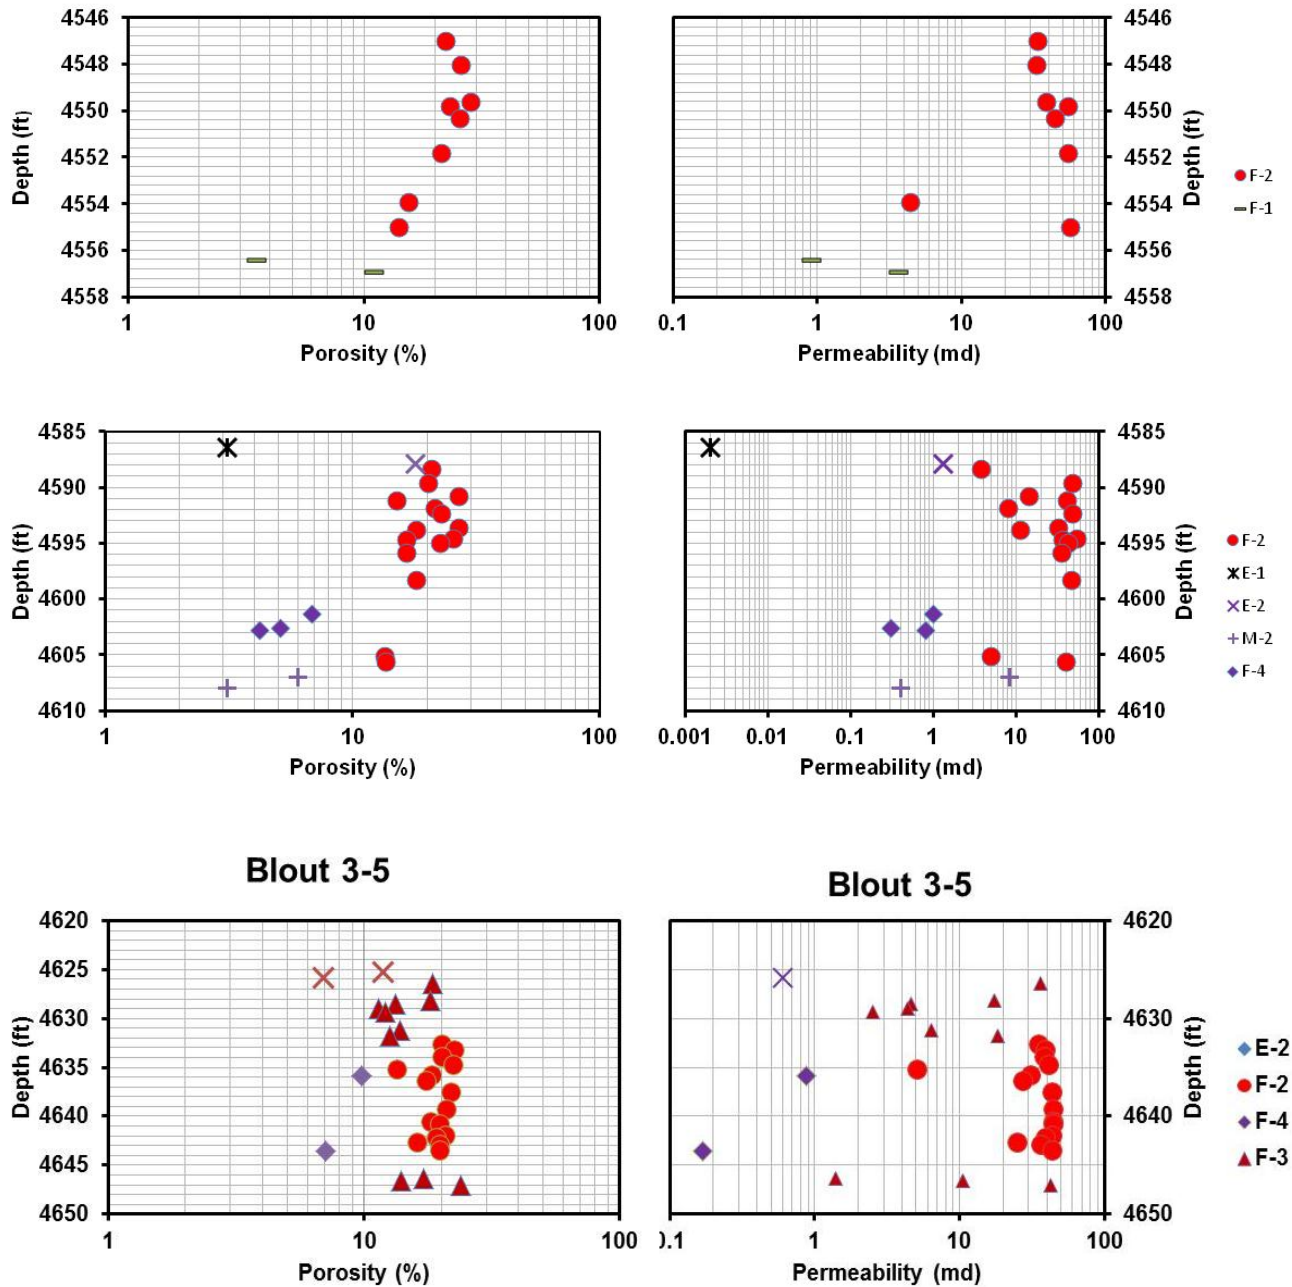 4546
4548
4550
4552
4554
4556
4558
Depth (ft)
1
10
100
Porosity (%)
4546
4548
4550
4552
4554
4556
4558
Depth (ft)
0.1
1
10
100
Permeability (md)
F-2
F-1
4585
4590
4595
4600
4605
4610
Depth (ft)
1
10
100
Porosity (%)
4585
4590
4595
4600
4605
4610
Depth (ft)
0.001
0.01
0.1
1
10
100
Permeability (md)
F-2
E-1
E-2
M-2
F-4
Blout 3-5
4620
4625
4630
4635
4640
4645
4650
Depth (ft)
1
10
100
Porosity (%)
Blout 3-5
4620
4630
4640
4650
Depth (ft)
).1
1
10
100
Permeability (md)
E-2
F-2
F-4
F-3